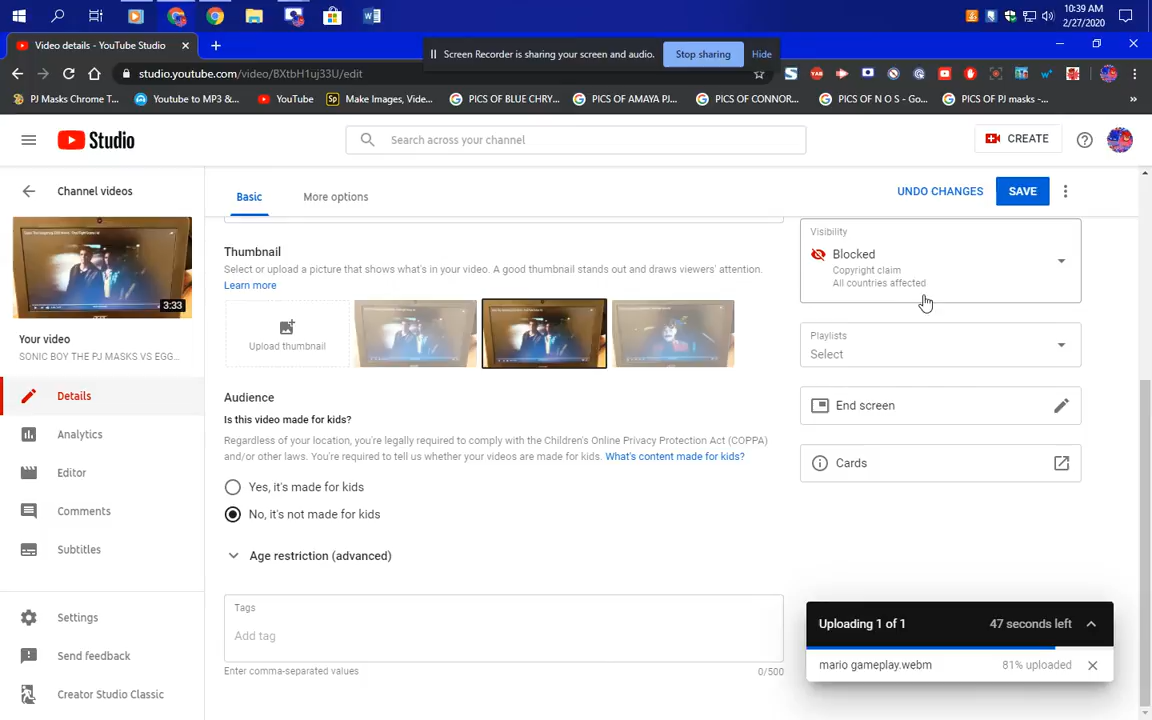 10:39 AM
2/27/2020
Video details - YouTube Studio
Screen Recorder is sharing your screen and audio.
Stop sharing
Hide
studio.youtube.com/video/BXtbH1uj33U/edit
PJ Masks Chrome T...
Youtube to MP3 &...
YouTube
Make Images, Vide...
PICS OF BLUE CHRY...
PICS OF AMAYA PJ...
PICS OF CONNOR...
PICS OF N O S - Go...
PICS OF PJ masks -...
Studio
Search across your channel
CREATE
Channel videos
Basic
More options
UNDO CHANGES
SAVE
3:33
Your video
SONIC BOY THE PJ MASKS VS EGG...
Details
Analytics
Editor
Comments
Subtitles
Settings
Send feedback
Creator Studio Classic
Thumbnail
Select or upload a picture that shows what's in your video. A good thumbnail stands out and draws viewers' attention.
Learn more
Upload thumbnail
Audience
Is this video made for kids?
Regardless of your location, you're legally required to comply with the Children's Online Privacy Protection Act (COPPA)
and/or other laws. You're required to tell us whether your videos are made for kids. What's content made for kids?
Yes, it's made for kids
No, it's not made for kids
Age restriction (advanced)
Tags
Add tag
Enter comma-separated values
0/500
Visibility
Blocked
Copyright claim
All countries affected
Playlists
Select
End screen
Cards
Uploading 1 of 1
47 seconds left
mario gameplay.webm
81% uploaded